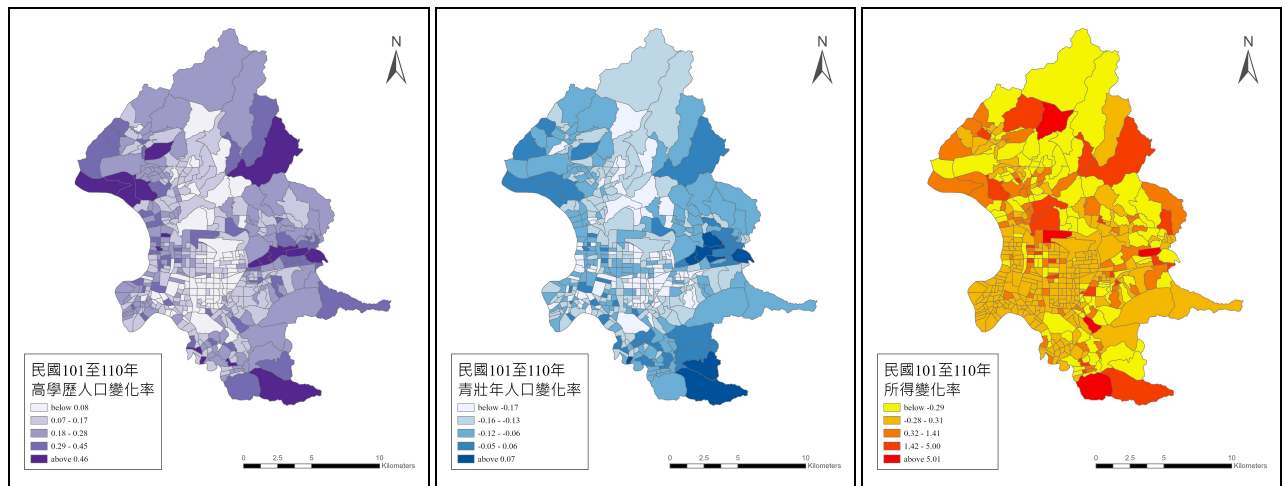 N
民國101至110年
高學歷人口變化率
below 0.08
0.07 - 0.17
0.18 - 0.28
0.29 - 0.45
above 0.46
0 5 10
Kilometers
N
民國101至110年
青壯年人口變化率
below -0.17
-0.16 - -0.13
-0.12 - -0.06
-0.05 - 0.06
above 0.07
0 5 10
Kilometers
N
民國101至110年
所得變化率
below -0.29
-0.28 - 0.31
0.32 - 1.41
1.42 - 5.00
above 5.01
0 5 10
Kilometers